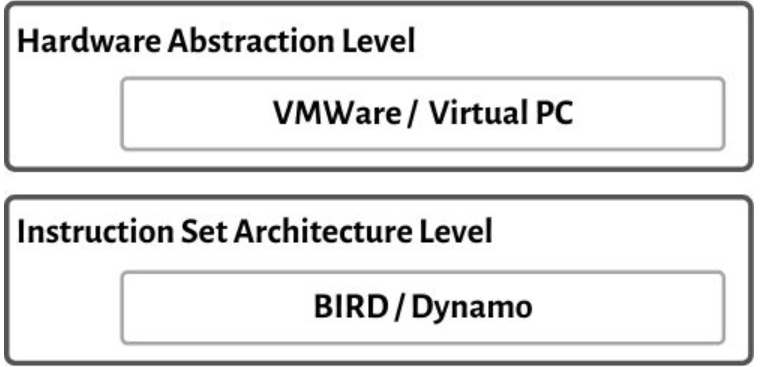 Hardware Abstraction Level
VMWare / Virtual PC
Instruction Set Architecture Level
BIRD / Dynamo